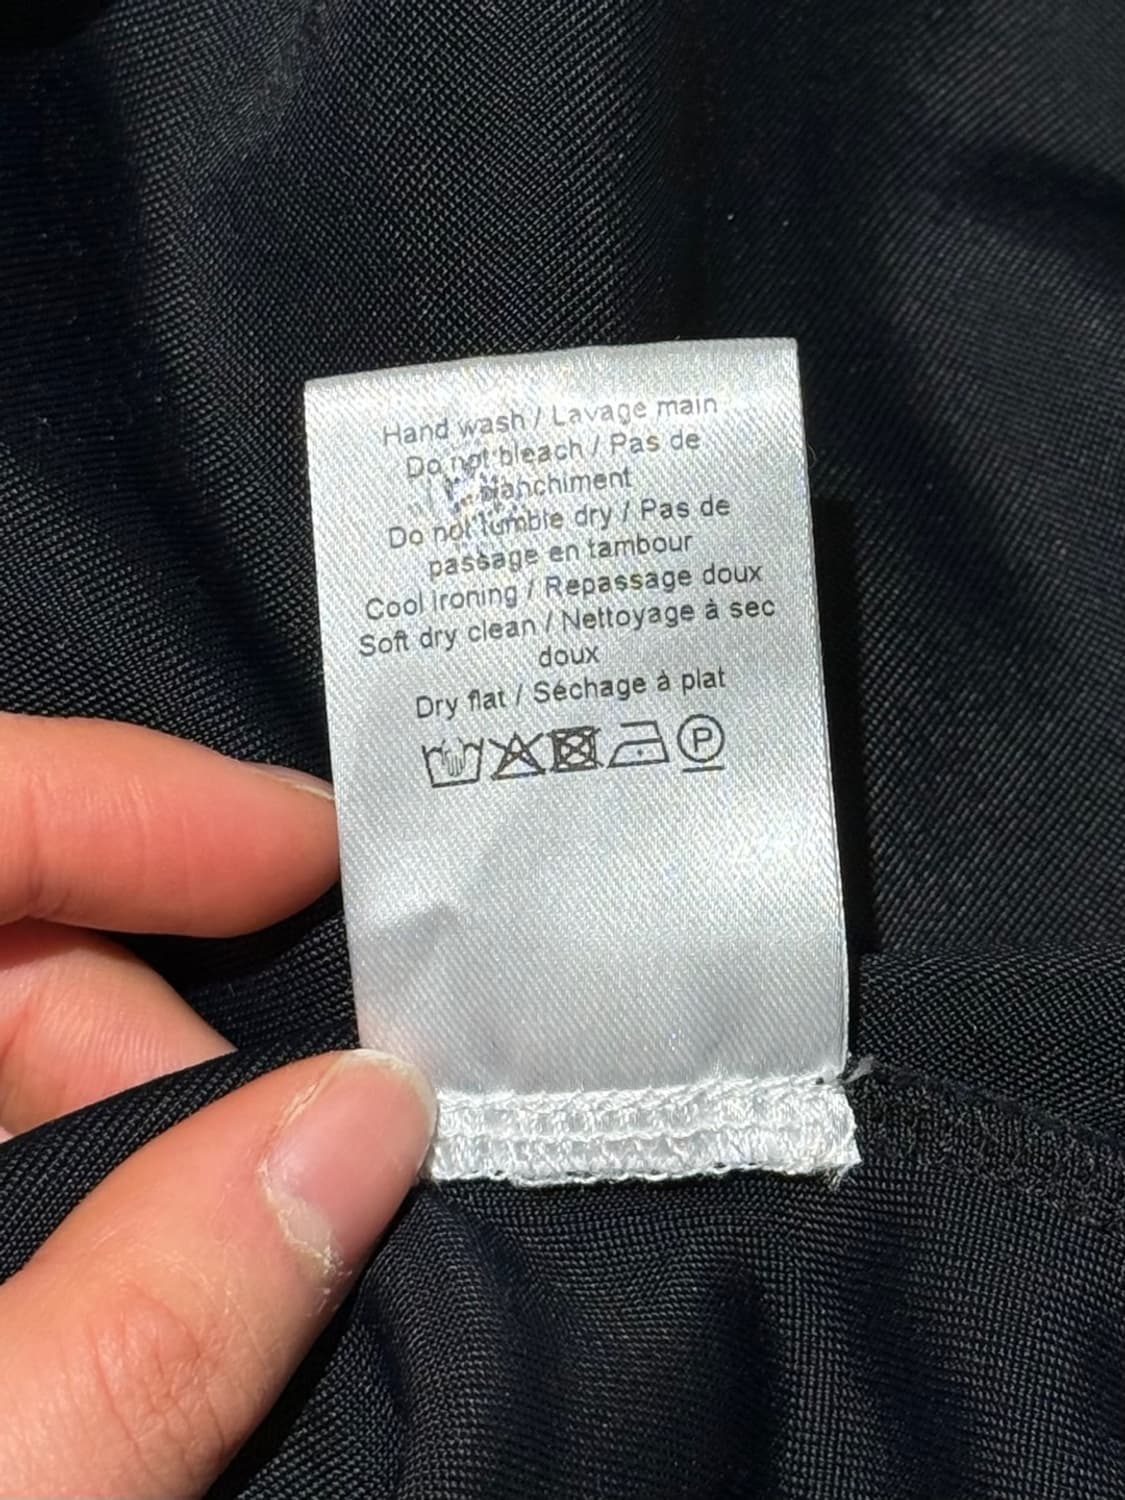 Hand wash / Lavage main
Do not bleach / Pas de
blanchiment
Do not tumble dry / Pas de
passage en tambour
Cool ironing / Repassage doux
Soft dry clean / Nettoyage à sec
doux
Dry flat / Séchage à plat
P